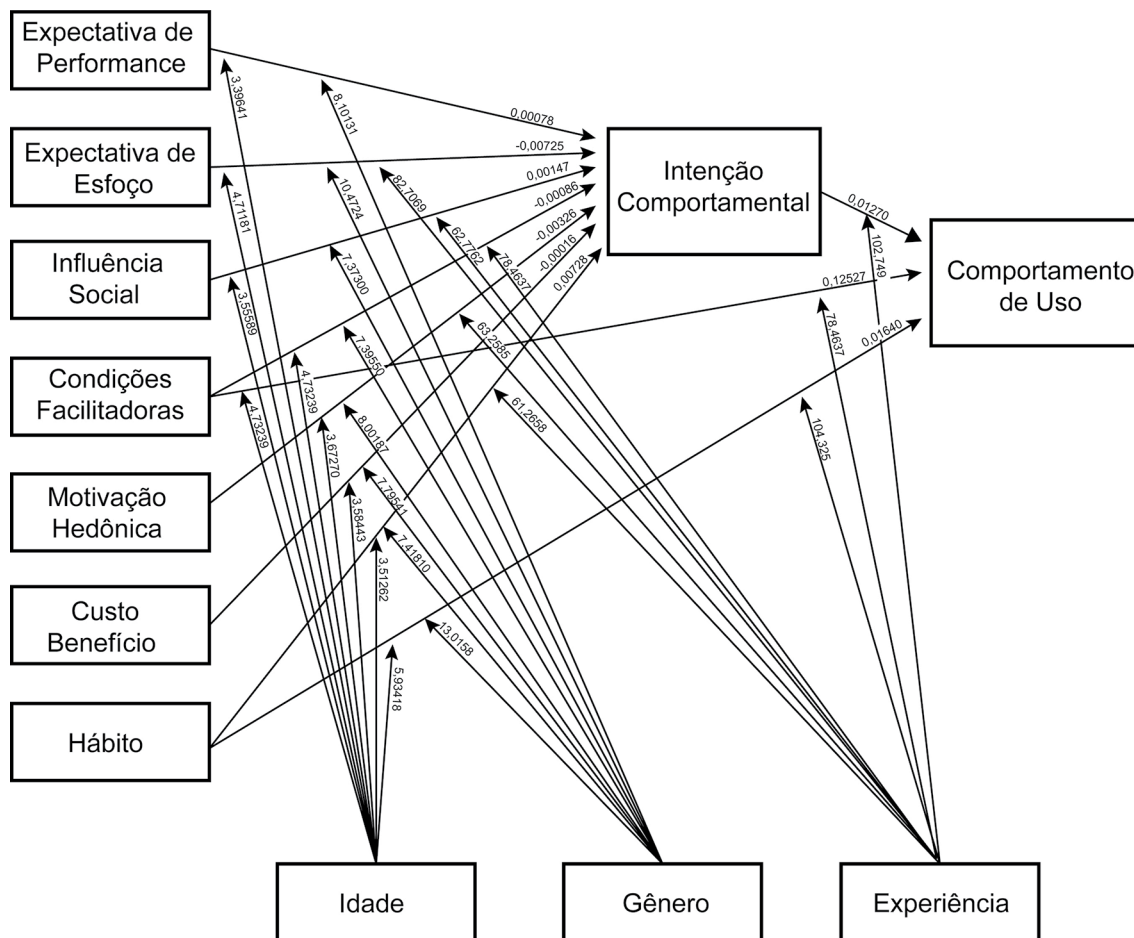 Expectativa de
Performance
Expectativa de
Esfoço
Influência
Social
Condições
Facilitadoras
Motivação
Hedônica
Custo
Benefício
Hábito
Intenção
Comportamental
Comportamento
de Uso
Idade
Gênero
Experiência
0,00078
-0,00725
0,00147
-0,00086
-0,00326
-0,00016
0,00728
0,01270
0,12527
0,01640
3,39641
4,71181
3,55589
4,73239
4,73239
3,67270
3,58443
3,51262
5,93418
8,10131
10,4724
7,37300
7,39550
8,00187
7,79541
7,41810
13,0158
82,7069
62,7762
78,4637
63,2585
61,2658
102,749
78,4637
104,325